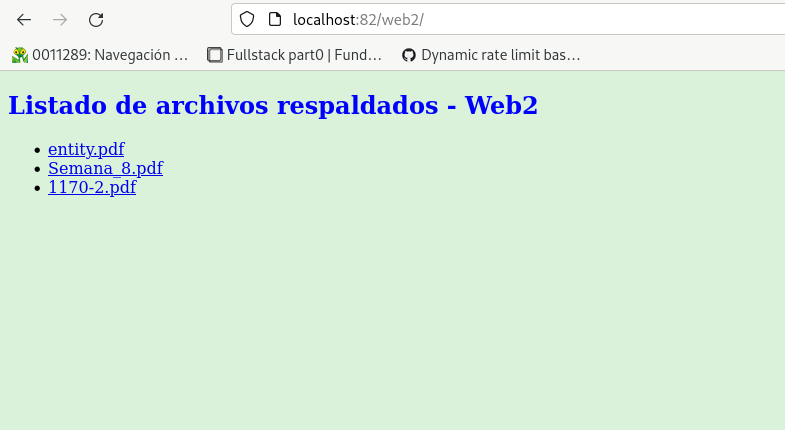 localhost:82/web2/
0011289: Navegación ... Fullstack part0 | Fund... Dynamic rate limit bas...
Listado de archivos respaldados - Web2
• entity.pdf
• Semana_8.pdf
• 1170-2.pdf